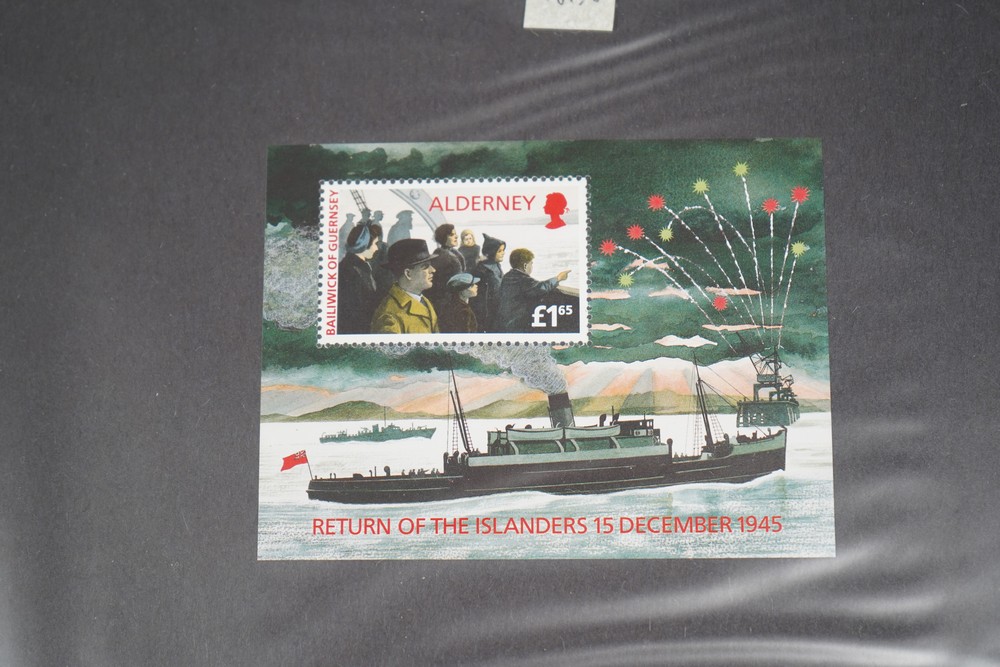 BAILIWICK OF GUERNSEY
ALDERNEY
£1.65
RETURN OF THE ISLANDERS 15 DECEMBER 1945